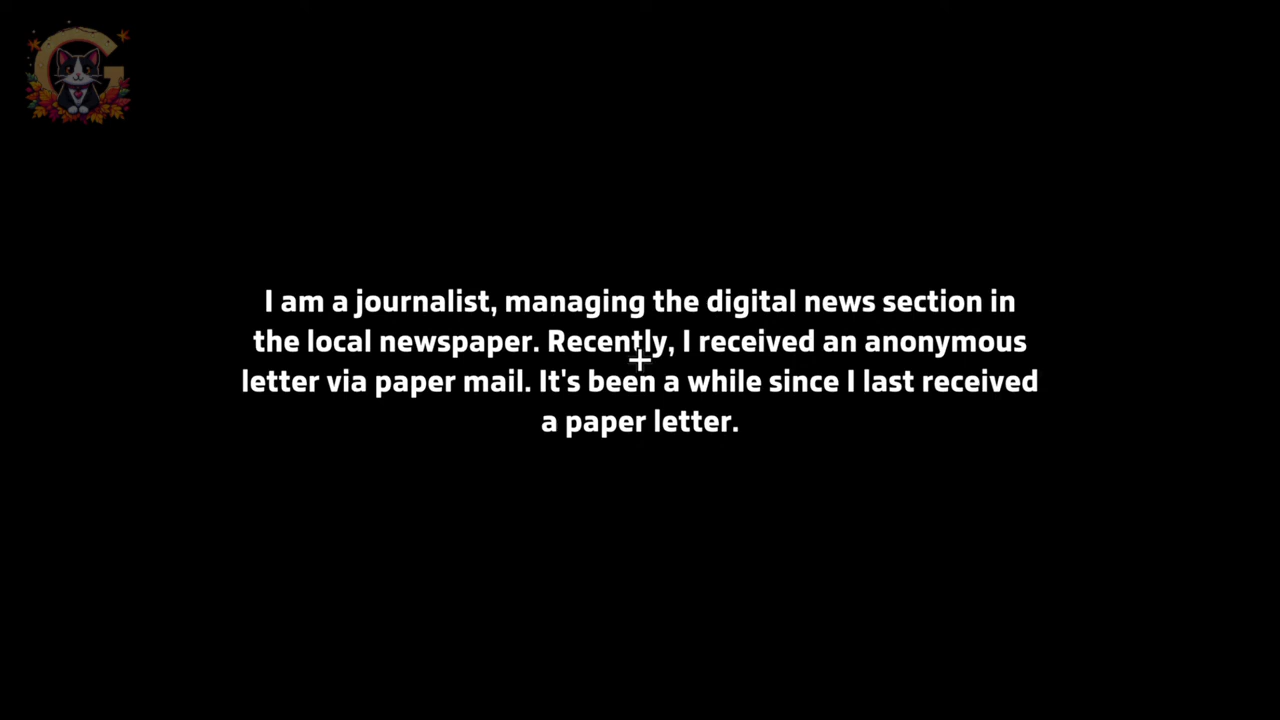 G
I am a journalist, managing the digital news section in
the local newspaper. Recently, I received an anonymous
letter via paper mail. It's been a while since I last received
a paper letter.